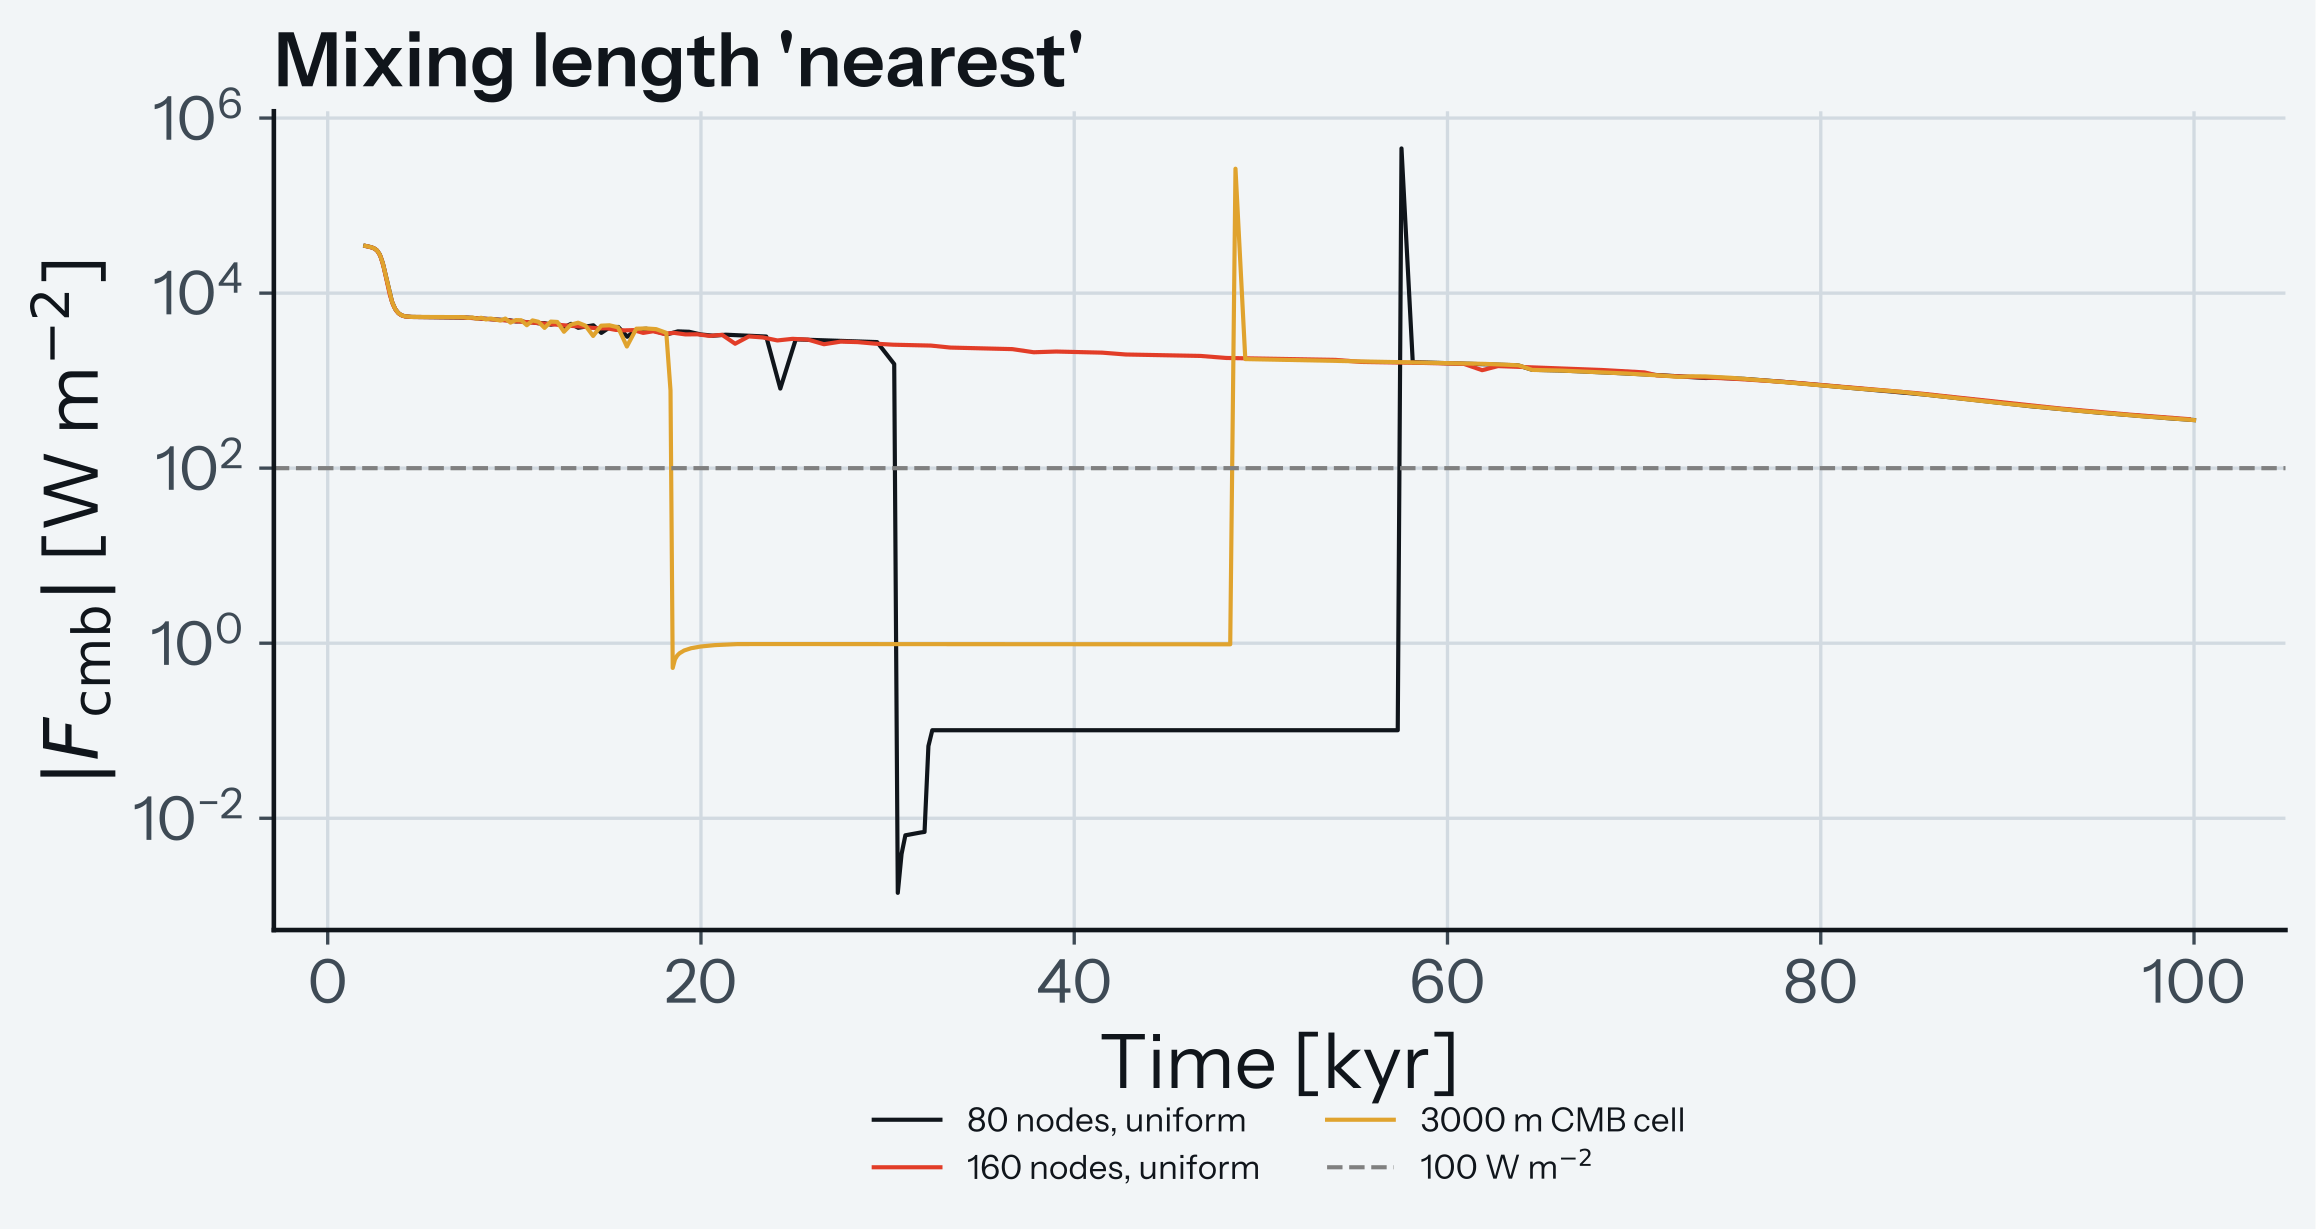 Mixing length 'nearest'
|F_cmb| [W m⁻²]
10⁶
10⁴
10²
10⁰
10⁻²
0 20 40 60 80 100
Time [kyr]
80 nodes, uniform
160 nodes, uniform
3000 m CMB cell
100 W m⁻²